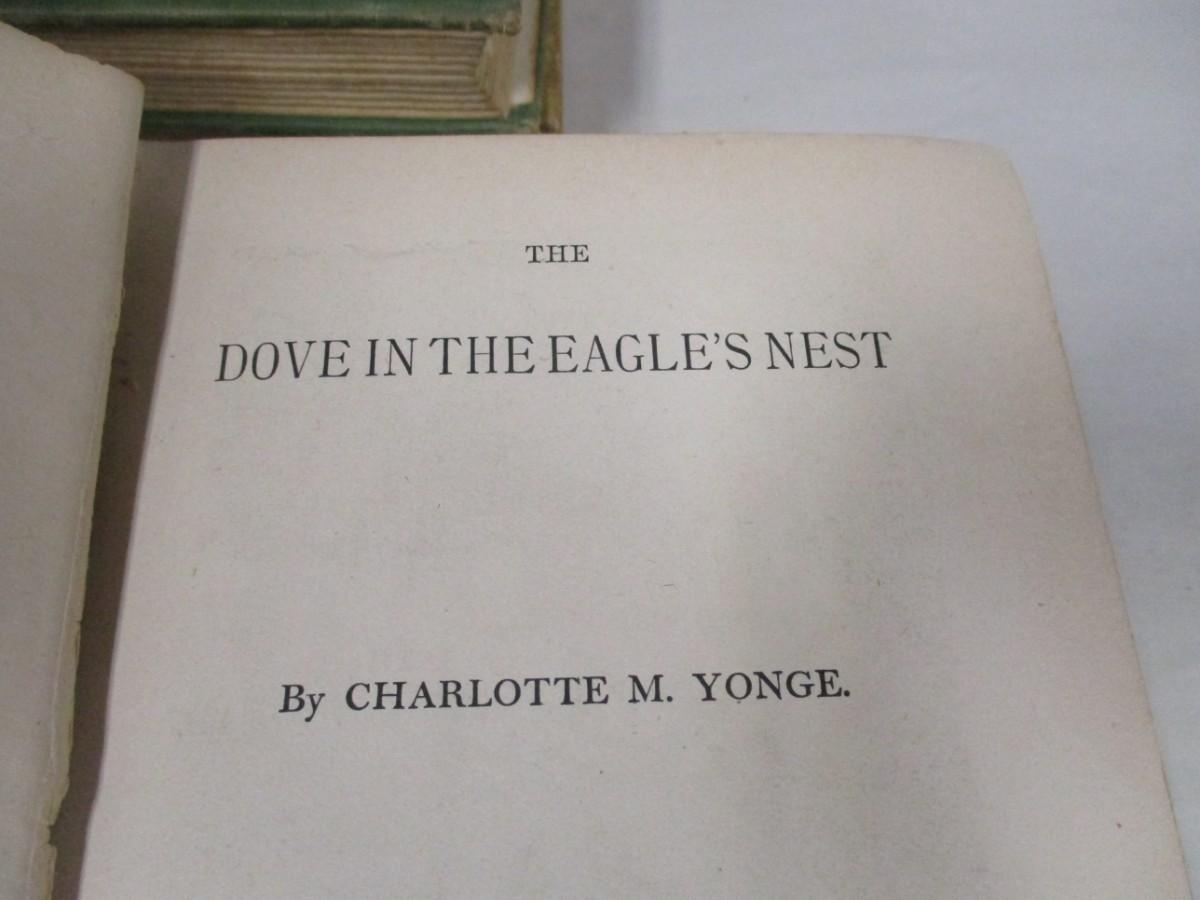 THE
DOVE IN THE EAGLE'S NEST
By CHARLOTTE M. YONGE.